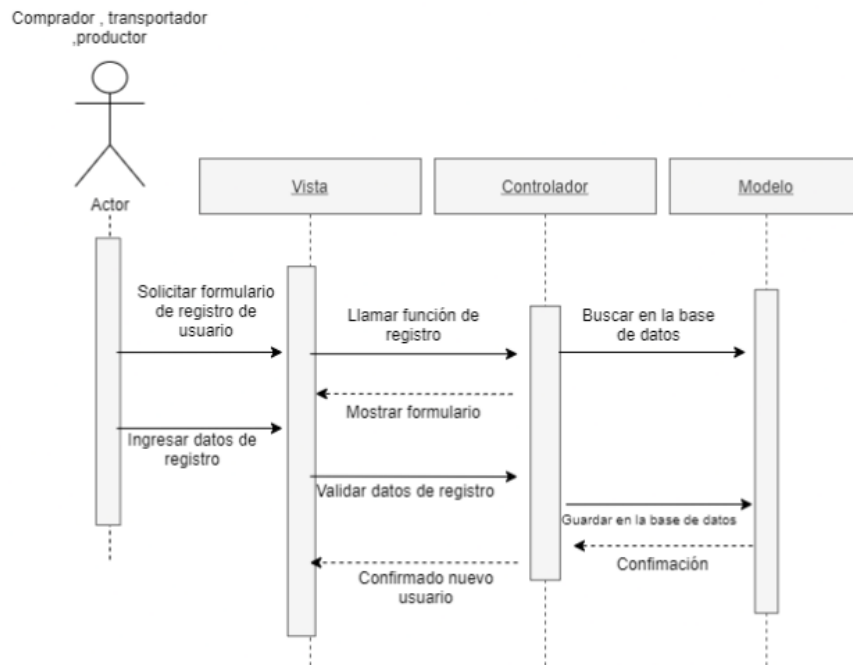 Comprador , transportador
,productor
Actor
Vista
Controlador
Modelo
Solicitar formulario
de registro de
usuario
Llamar función de
registro
Buscar en la base
de datos
Mostrar formulario
Ingresar datos de
registro
Validar datos de registro
Guardar en la base de datos
Confimación
Confirmado nuevo
usuario